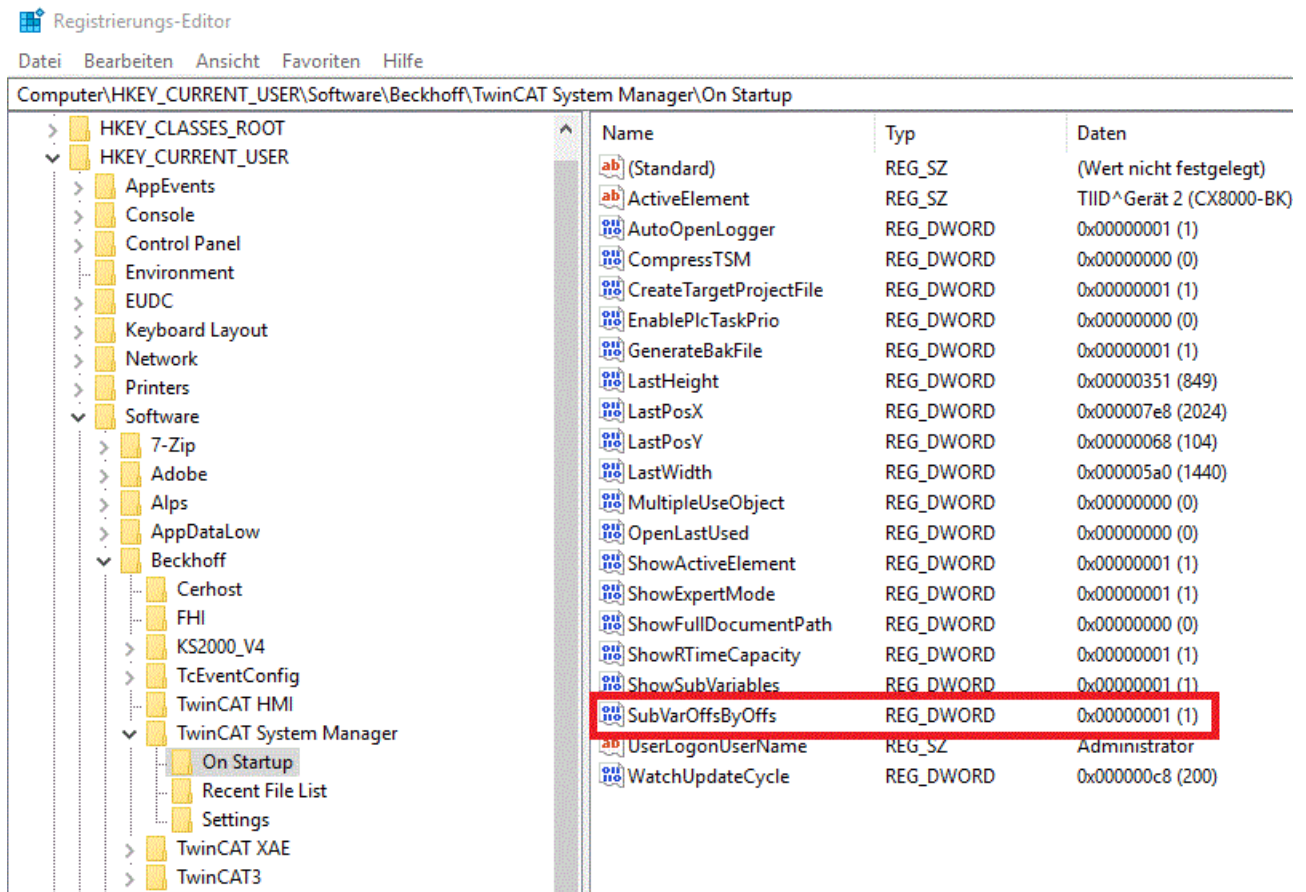 Registrierungs-Editor
Datei Bearbeiten Ansicht Favoriten Hilfe
Computer\HKEY_CURRENT_USER\Software\Beckhoff\TwinCAT System Manager\On Startup
HKEY_CLASSES_ROOT
HKEY_CURRENT_USER
AppEvents
Console
Control Panel
Environment
EUDC
Keyboard Layout
Network
Printers
Software
7-Zip
Adobe
Alps
AppDataLow
Beckhoff
Cerhost
FHI
KS2000_V4
TcEventConfig
TwinCAT HMI
TwinCAT System Manager
On Startup
Recent File List
Settings
TwinCAT XAE
TwinCAT3
Name Typ Daten
(Standard) REG_SZ (Wert nicht festgelegt)
ActiveElement REG_SZ TIID^Gerät 2 (CX8000-BK)
AutoOpenLogger REG_DWORD 0x00000001 (1)
CompressTSM REG_DWORD 0x00000000 (0)
CreateTargetProjectFile REG_DWORD 0x00000001 (1)
EnablePlcTaskPrio REG_DWORD 0x00000000 (0)
GenerateBakFile REG_DWORD 0x00000001 (1)
LastHeight REG_DWORD 0x00000351 (849)
LastPosX REG_DWORD 0x000007e8 (2024)
LastPosY REG_DWORD 0x00000068 (104)
LastWidth REG_DWORD 0x000005a0 (1440)
MultipleUseObject REG_DWORD 0x00000000 (0)
OpenLastUsed REG_DWORD 0x00000000 (0)
ShowActiveElement REG_DWORD 0x00000001 (1)
ShowExpertMode REG_DWORD 0x00000001 (1)
ShowFullDocumentPath REG_DWORD 0x00000000 (0)
ShowRTimeCapacity REG_DWORD 0x00000001 (1)
ShowSubVariables REG_DWORD 0x00000001 (1)
SubVarOffsByOffs REG_DWORD 0x00000001 (1)
UserLogonUserName REG_SZ Administrator
WatchUpdateCycle REG_DWORD 0x000000c8 (200)